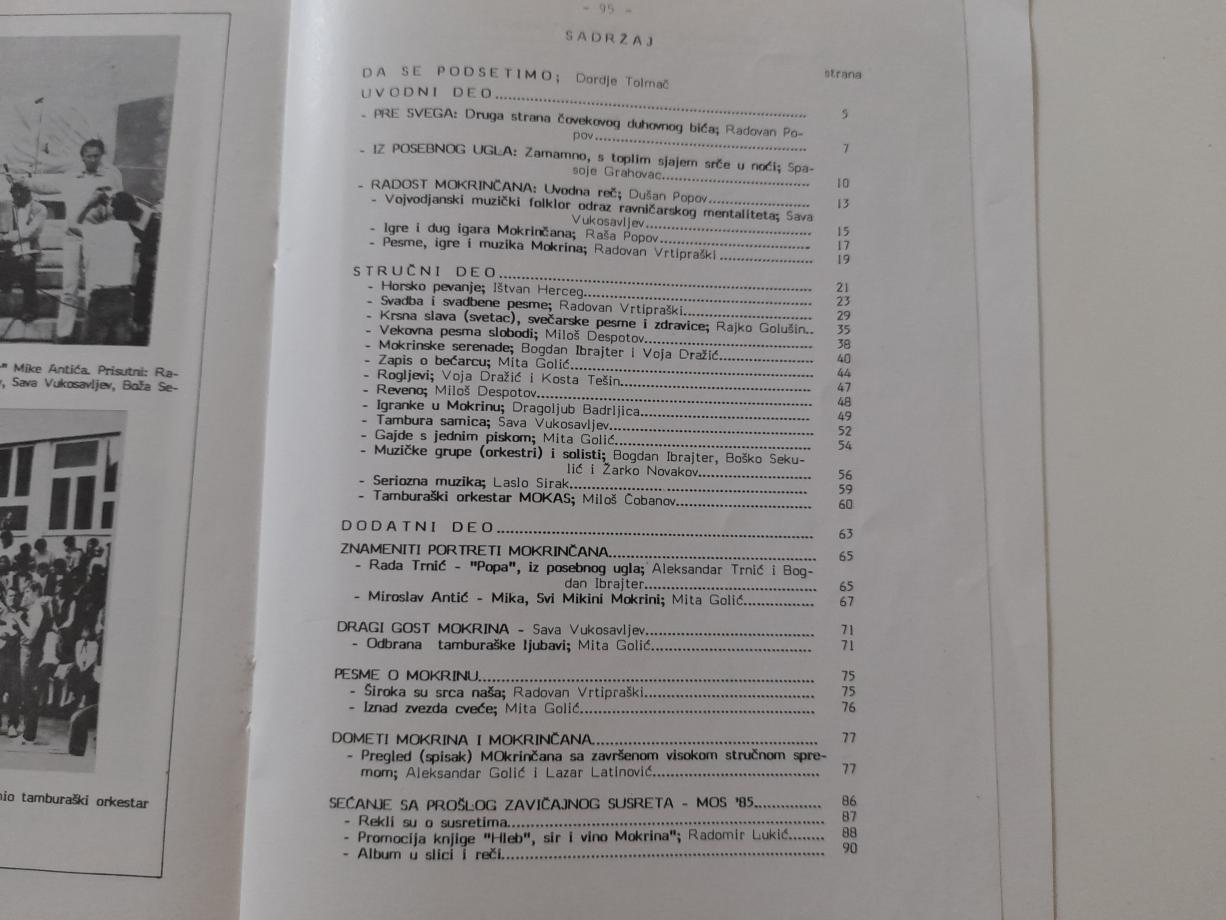 " Mike Antića. Prisutni: Ra-
, Sava Vukosavljev, Boža Se-
nio tamburaški orkestar
- 95 -
SADRŽAJ
strana
DA SE PODSETIMO; Dordje Tolmač
UVODNI DEO........ 5
- PRE SVEGA: Druga strana čovekovog duhovnog bića; Radovan Po-
pov........ 7
- IZ POSEBNOG UGLA: Zamamno, s toplim sjajem srče u noći; Spa-
soje Grahovac........ 10
- RADOST MOKRINČANA: Uvodna reč; Dušan Popov........ 13
- Vojvodjanski muzički folklor odraz ravničarskog mentaliteta; Sava
Vukosavljev........ 15
- Igre i dug igara Mokrinčana; Raša Popov........ 17
- Pesme, igre i muzika Mokrina; Radovan Vrtipraški........ 19
STRUČNI DEO........ 21
- Horsko pevanje; Ištvan Herceg........ 23
- Svadba i svadbene pesme; Radovan Vrtipraški........ 29
- Krsna slava (svetac), svečarske pesme i zdravice; Rajko Golušin.. 35
- Vekovna pesma slobodi; Miloš Despotov........ 38
- Mokrinske serenade; Bogdan Ibrajter i Voja Dražić........ 40
- Zapis o bećarcu; Mita Golić........ 44
- Rogljevi; Voja Dražić i Kosta Tešin........ 47
- Reveno; Miloš Despotov........ 48
- Igranke u Mokrinu; Dragoljub Badrljica........ 49
- Tambura samica; Sava Vukosavljev........ 52
- Gajde s jednim piskom; Mita Golić........ 54
- Muzičke grupe (orkestri) i solisti; Bogdan Ibrajter, Boško Seku-
lić i Žarko Novakov........ 56
- Seriozna muzika; Laslo Sirak........ 59
- Tamburaški orkestar MOKAS; Miloš Čobanov........ 60
DODATNI DEO........ 63
ZNAMENITI PORTRETI MOKRINČANA........ 65
- Rada Trnić - "Popa", iz posebnog ugla; Aleksandar Trnić i Bog-
dan Ibrajter........ 65
- Miroslav Antić - Mika, Svi Mikini Mokrini; Mita Golić........ 67
DRAGI GOST MOKRINA - Sava Vukosavljev........ 71
- Odbrana tamburaške ljubavi; Mita Golić........ 71
PESME O MOKRINU........ 75
- Široka su srca naša; Radovan Vrtipraški........ 75
- Iznad zvezda cveće; Mita Golić........ 76
DOMETI MOKRINA I MOKRINČANA........ 77
- Pregled (spisak) MOkrinčana sa završenom visokom stručnom spre-
mom; Aleksandar Golić i Lazar Latinović........ 77
SEĆANJE SA PROŠLOG ZAVIČAJNOG SUSRETA - MOS '85........ 86
- Rekli su o susretima........ 87
- Promocija knjige "Hleb", sir i vino Mokrina"; Radomir Lukić........ 88
- Album u slici i reči........ 90